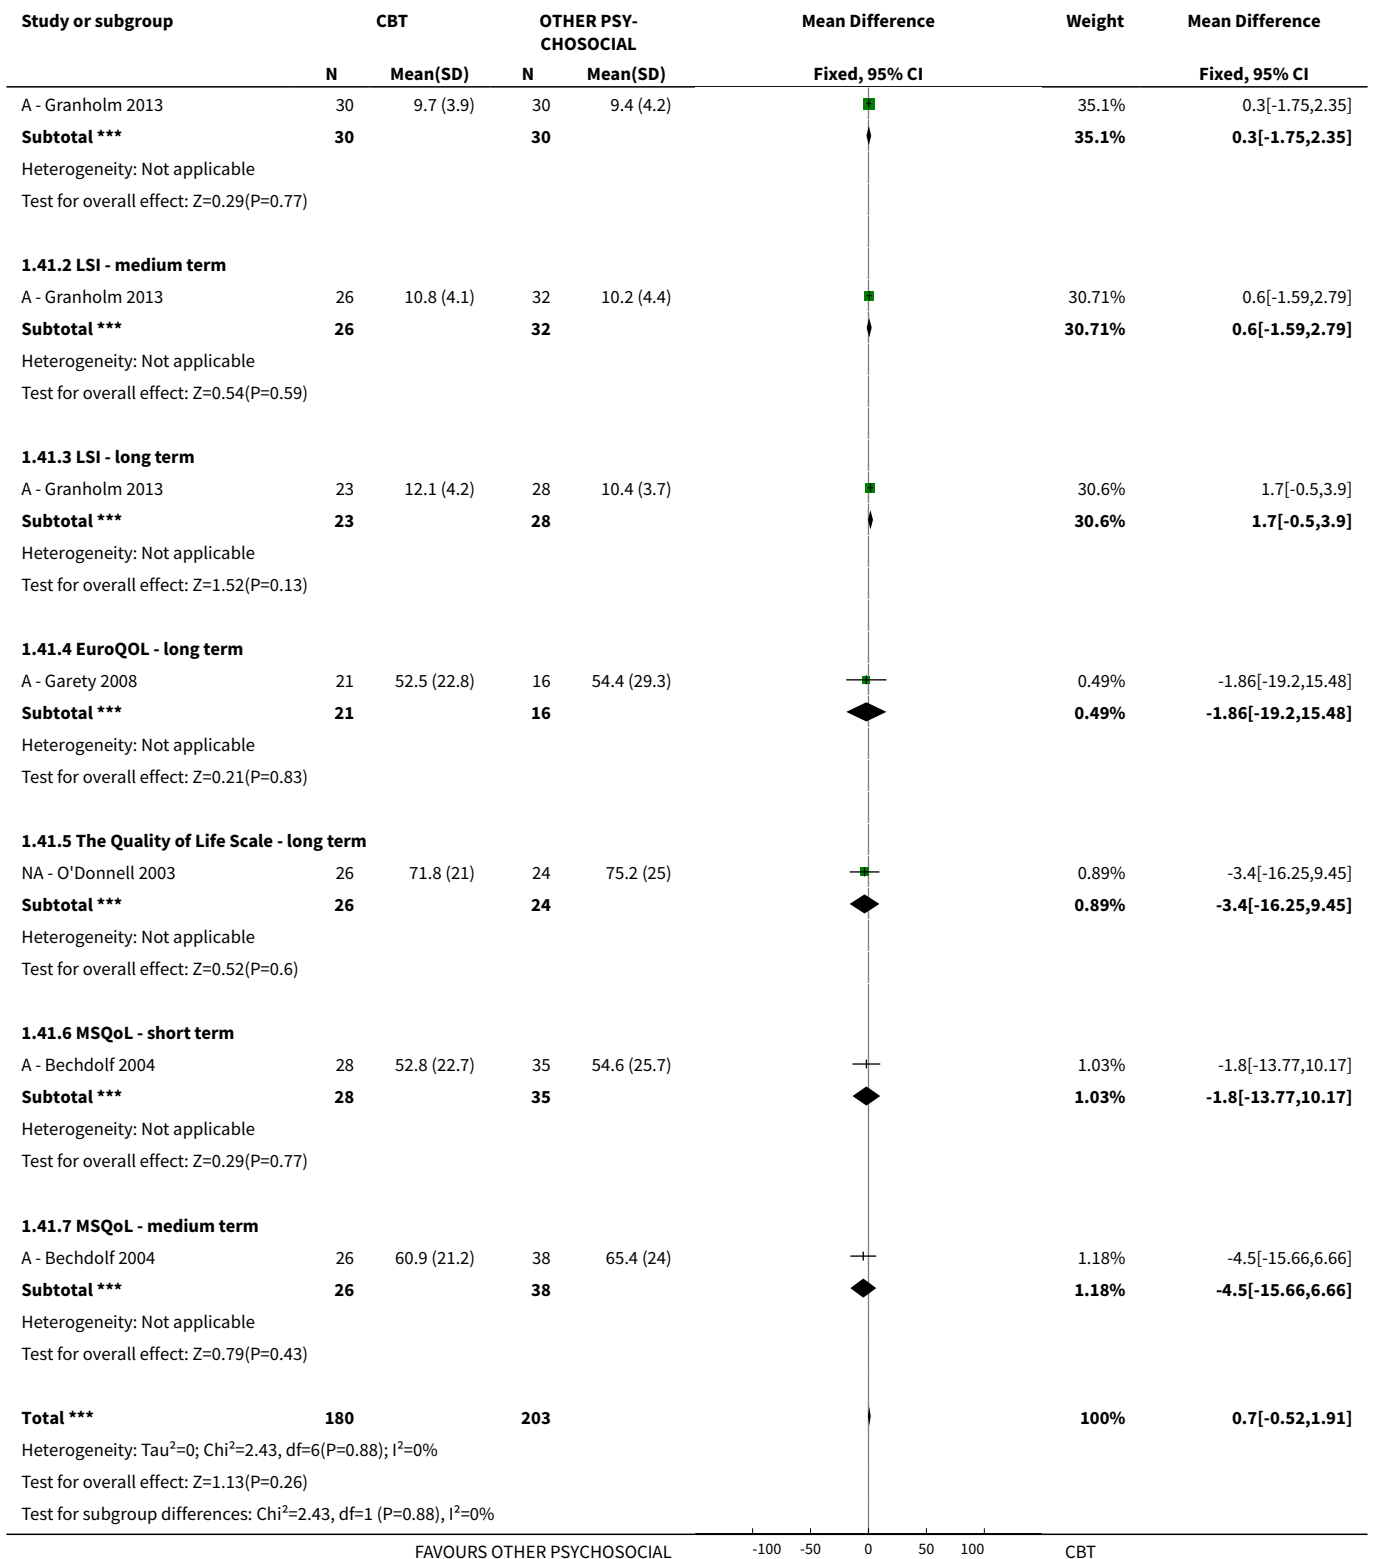 Study or subgroup CBT OTHER PSY- Mean Difference Weight Mean Difference
CHOSOCIAL
N Mean(SD) N Mean(SD) Fixed, 95% CI Fixed, 95% CI
A - Granholm 2013 30 9.7 (3.9) 30 9.4 (4.2) 35.1% 0.3[-1.75,2.35]
Subtotal *** 30 30 35.1% 0.3[-1.75,2.35]
Heterogeneity: Not applicable
Test for overall effect: Z=0.29(P=0.77)
1.41.2 LSI - medium term
A - Granholm 2013 26 10.8 (4.1) 32 10.2 (4.4) 30.71% 0.6[-1.59,2.79]
Subtotal *** 26 32 30.71% 0.6[-1.59,2.79]
Heterogeneity: Not applicable
Test for overall effect: Z=0.54(P=0.59)
1.41.3 LSI - long term
A - Granholm 2013 23 12.1 (4.2) 28 10.4 (3.7) 30.6% 1.7[-0.5,3.9]
Subtotal *** 23 28 30.6% 1.7[-0.5,3.9]
Heterogeneity: Not applicable
Test for overall effect: Z=1.52(P=0.13)
1.41.4 EuroQOL - long term
A - Garety 2008 21 52.5 (22.8) 16 54.4 (29.3) 0.49% -1.86[-19.2,15.48]
Subtotal *** 21 16 0.49% -1.86[-19.2,15.48]
Heterogeneity: Not applicable
Test for overall effect: Z=0.21(P=0.83)
1.41.5 The Quality of Life Scale - long term
NA - O'Donnell 2003 26 71.8 (21) 24 75.2 (25) 0.89% -3.4[-16.25,9.45]
Subtotal *** 26 24 0.89% -3.4[-16.25,9.45]
Heterogeneity: Not applicable
Test for overall effect: Z=0.52(P=0.6)
1.41.6 MSQoL - short term
A - Bechdolf 2004 28 52.8 (22.7) 35 54.6 (25.7) 1.03% -1.8[-13.77,10.17]
Subtotal *** 28 35 1.03% -1.8[-13.77,10.17]
Heterogeneity: Not applicable
Test for overall effect: Z=0.29(P=0.77)
1.41.7 MSQoL - medium term
A - Bechdolf 2004 26 60.9 (21.2) 38 65.4 (24) 1.18% -4.5[-15.66,6.66]
Subtotal *** 26 38 1.18% -4.5[-15.66,6.66]
Heterogeneity: Not applicable
Test for overall effect: Z=0.79(P=0.43)
Total *** 180 203 100% 0.7[-0.52,1.91]
Heterogeneity: Tau²=0; Chi²=2.43, df=6(P=0.88); I²=0%
Test for overall effect: Z=1.13(P=0.26)
Test for subgroup differences: Chi²=2.43, df=1 (P=0.88), I²=0%
FAVOURS OTHER PSYCHOSOCIAL -100 -50 0 50 100 CBT